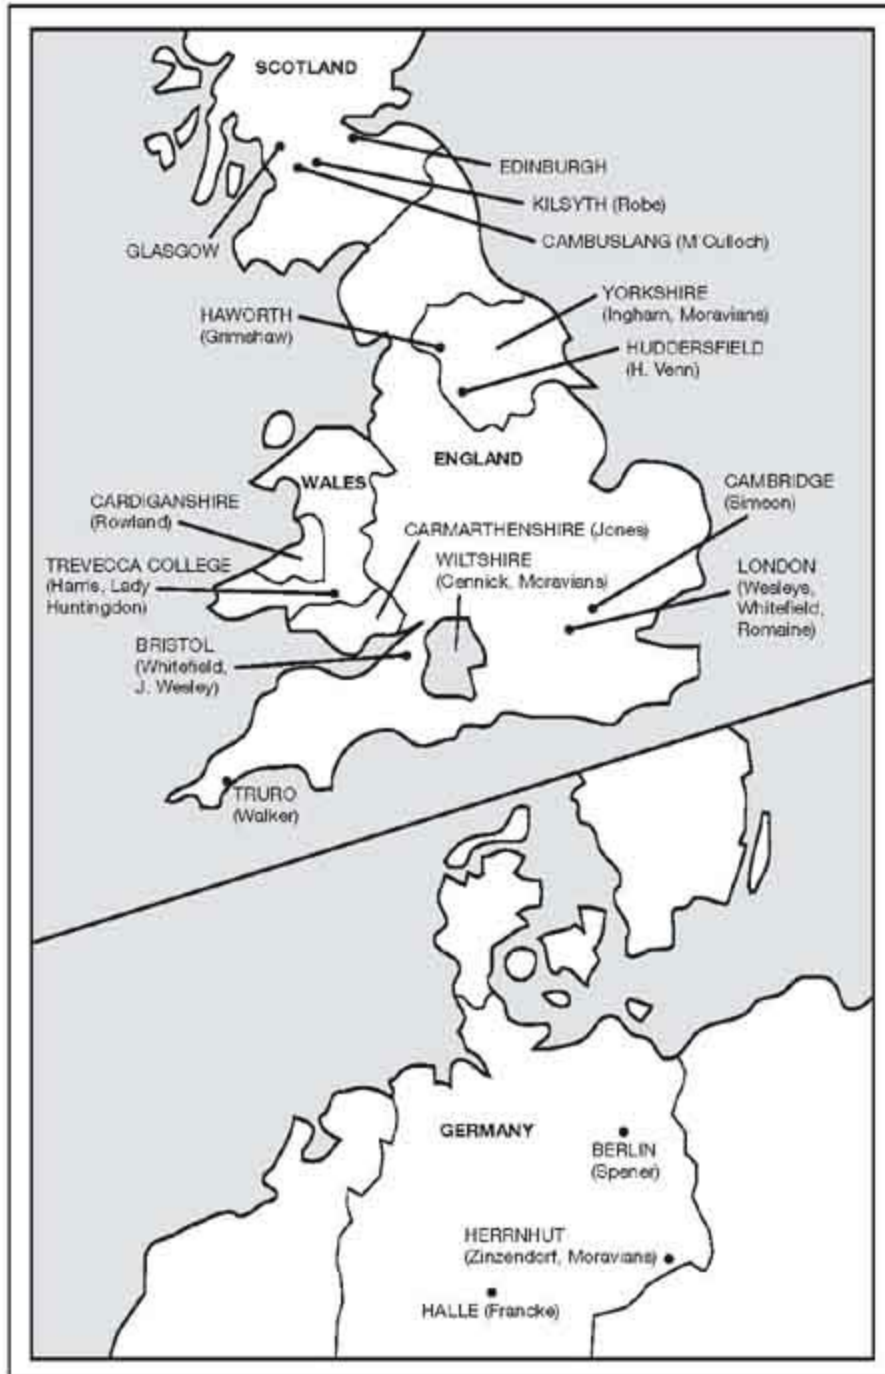 SCOTLAND
EDINBURGH
KILSYTH (Robe)
CAMBUSLANG (M'Culloch)
GLASGOW
HAWORTH
(Grimshaw)
YORKSHIRE
(Ingham, Moravians)
HUDDERSFIELD
(H. Venn)
ENGLAND
WALES
CAMBRIDGE
(Simeon)
CARDIGANSHIRE
(Rowland)
CARMARTHENSHIRE (Jones)
WILTSHIRE
(Cennick, Moravians)
TREVECCA COLLEGE
(Harris, Lady
Huntingdon)
LONDON
(Wesleys,
Whitefield,
Romaine)
BRISTOL
(Whitefield,
J. Wesley)
TRURO
(Walker)
GERMANY
BERLIN
(Spener)
HERRNHUT
(Zinzendorf, Moravians)
HALLE (Francke)